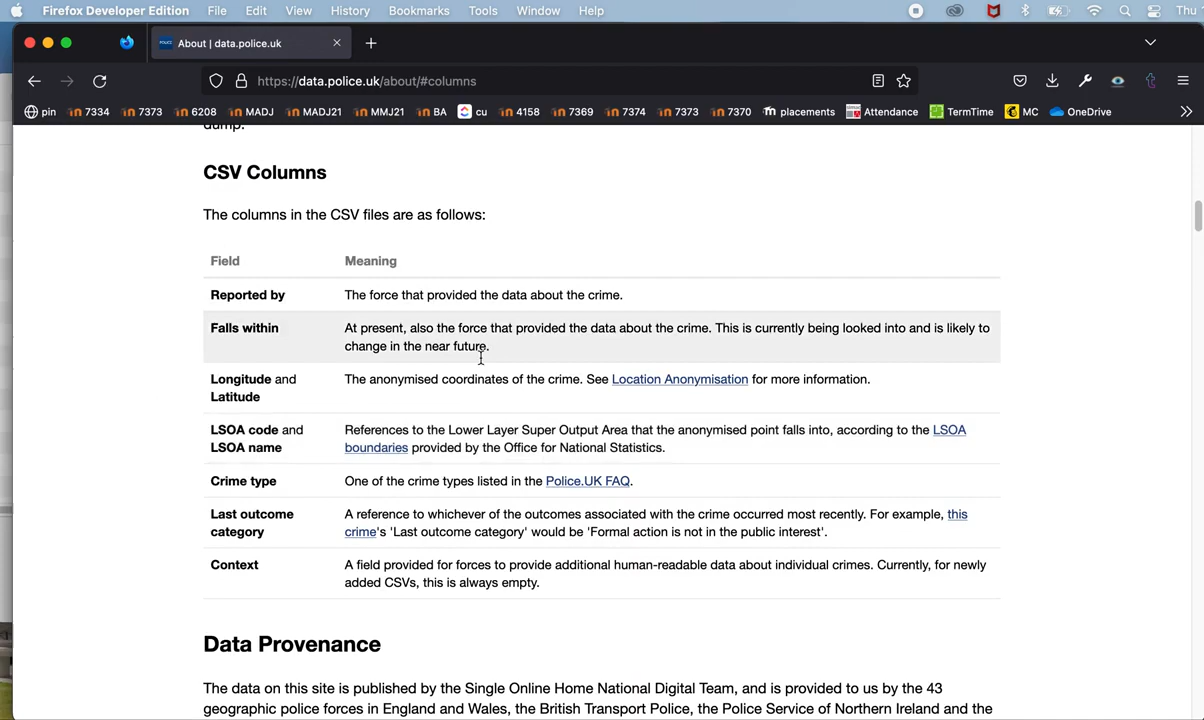 Firefox Developer Edition File Edit View History Bookmarks Tools Window Help Thu
About | data.police.uk
https://data.police.uk/about/#columns
pin 7334 7373 6208 MADJ MADJ21 MMJ21 BA cu 4158 7369 7374 7373 7370 placements Attendance TermTime MC OneDrive
dump.
CSV Columns
The columns in the CSV files are as follows:
Field Meaning
Reported by The force that provided the data about the crime.
Falls within At present, also the force that provided the data about the crime. This is currently being looked into and is likely to
change in the near future.
Longitude and The anonymised coordinates of the crime. See Location Anonymisation for more information.
Latitude
LSOA code and References to the Lower Layer Super Output Area that the anonymised point falls into, according to the LSOA
LSOA name boundaries provided by the Office for National Statistics.
Crime type One of the crime types listed in the Police.UK FAQ.
Last outcome A reference to whichever of the outcomes associated with the crime occurred most recently. For example, this
category crime's 'Last outcome category' would be 'Formal action is not in the public interest'.
Context A field provided for forces to provide additional human-readable data about individual crimes. Currently, for newly
added CSVs, this is always empty.
Data Provenance
The data on this site is published by the Single Online Home National Digital Team, and is provided to us by the 43
geographic police forces in England and Wales, the British Transport Police, the Police Service of Northern Ireland and the